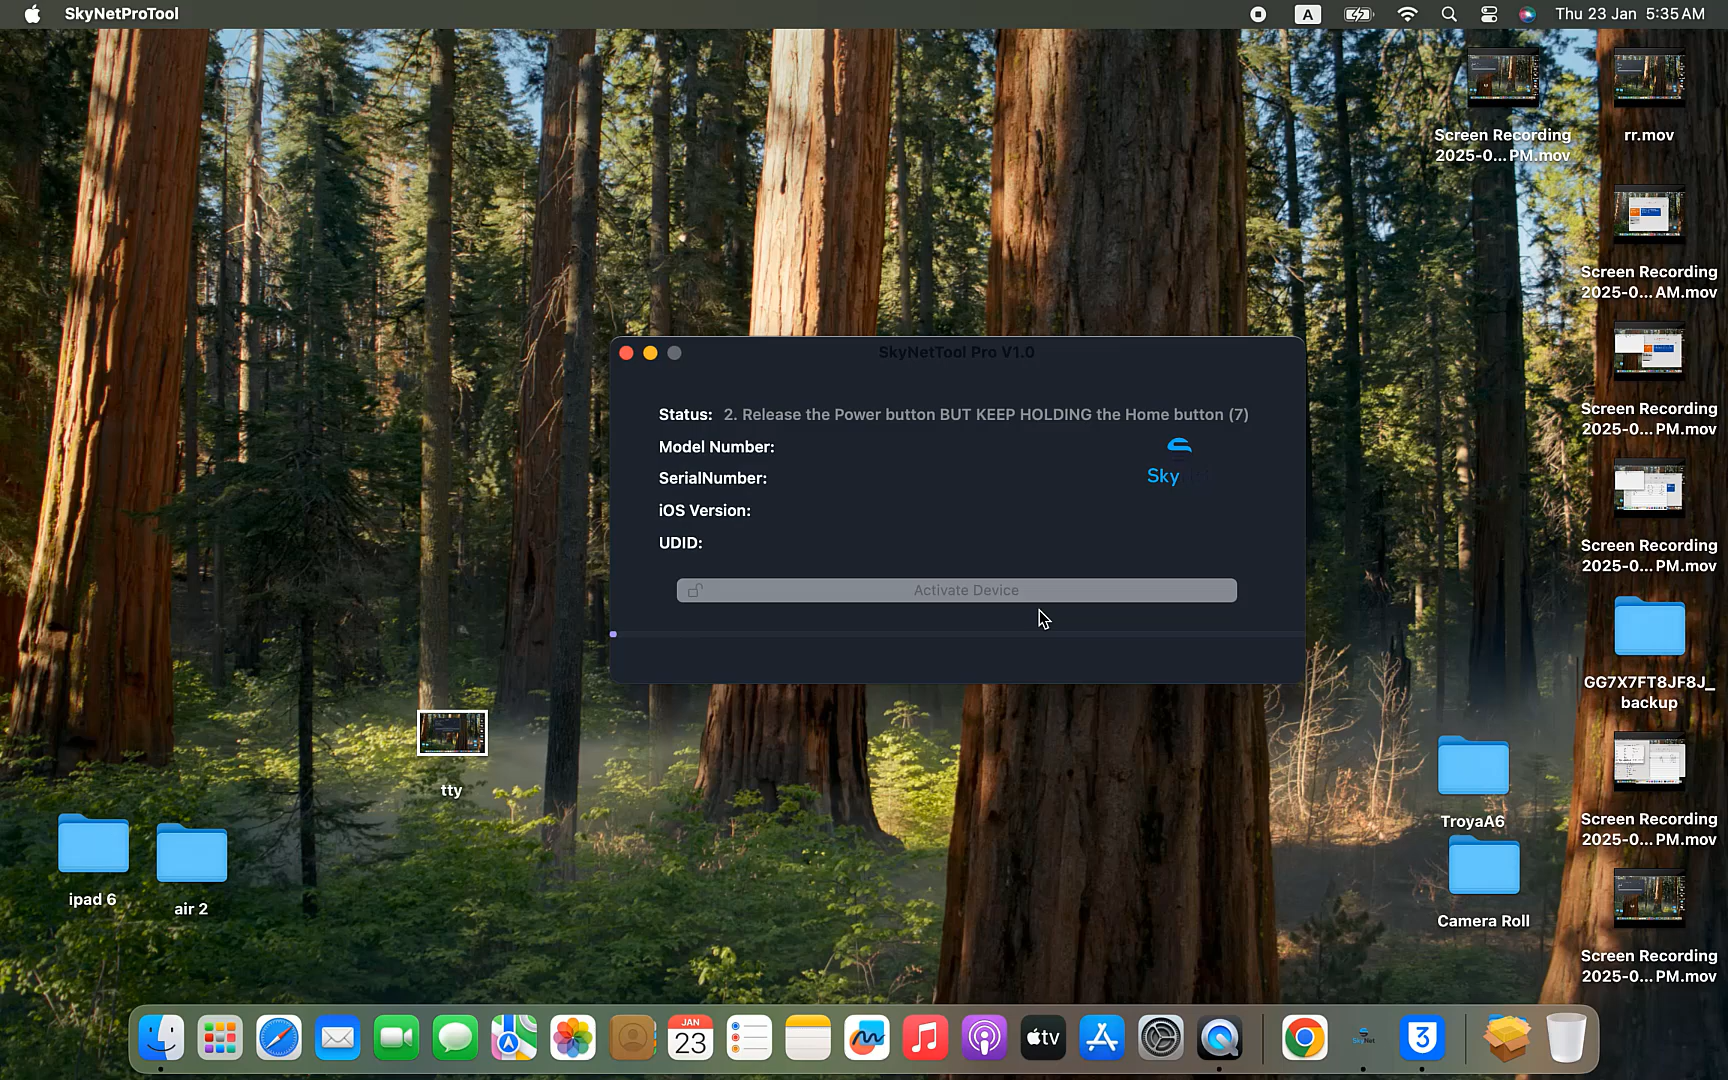 SkyNetProTool
A
Thu 23 Jan 5:35 AM
Screen Recording
2025-0...PM.mov
rr.mov
Screen Recording
2025-0...AM.mov
SkyNetTool Pro V1.0
Status: 2. Release the Power button BUT KEEP HOLDING the Home button (7)
Model Number:
SerialNumber:
Sky
iOS Version:
UDID:
Activate Device
Screen Recording
2025-0...PM.mov
Screen Recording
2025-0...PM.mov
GG7X7FT8JF8J_
backup
tty
TroyaA6
Screen Recording
2025-0...PM.mov
ipad 6
air 2
Camera Roll
Screen Recording
2025-0...PM.mov
JAN
23
tv
SkyNet
3